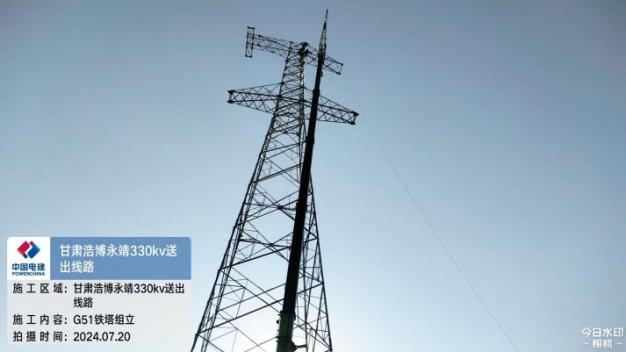 中国电建
POWERCHINA
甘肃浩博永靖330kv送
出线路
施工区域：甘肃浩博永靖330kv送出
线路
施工内容：G51铁塔组立
拍摄时间：2024.07.20
今日水印
相机